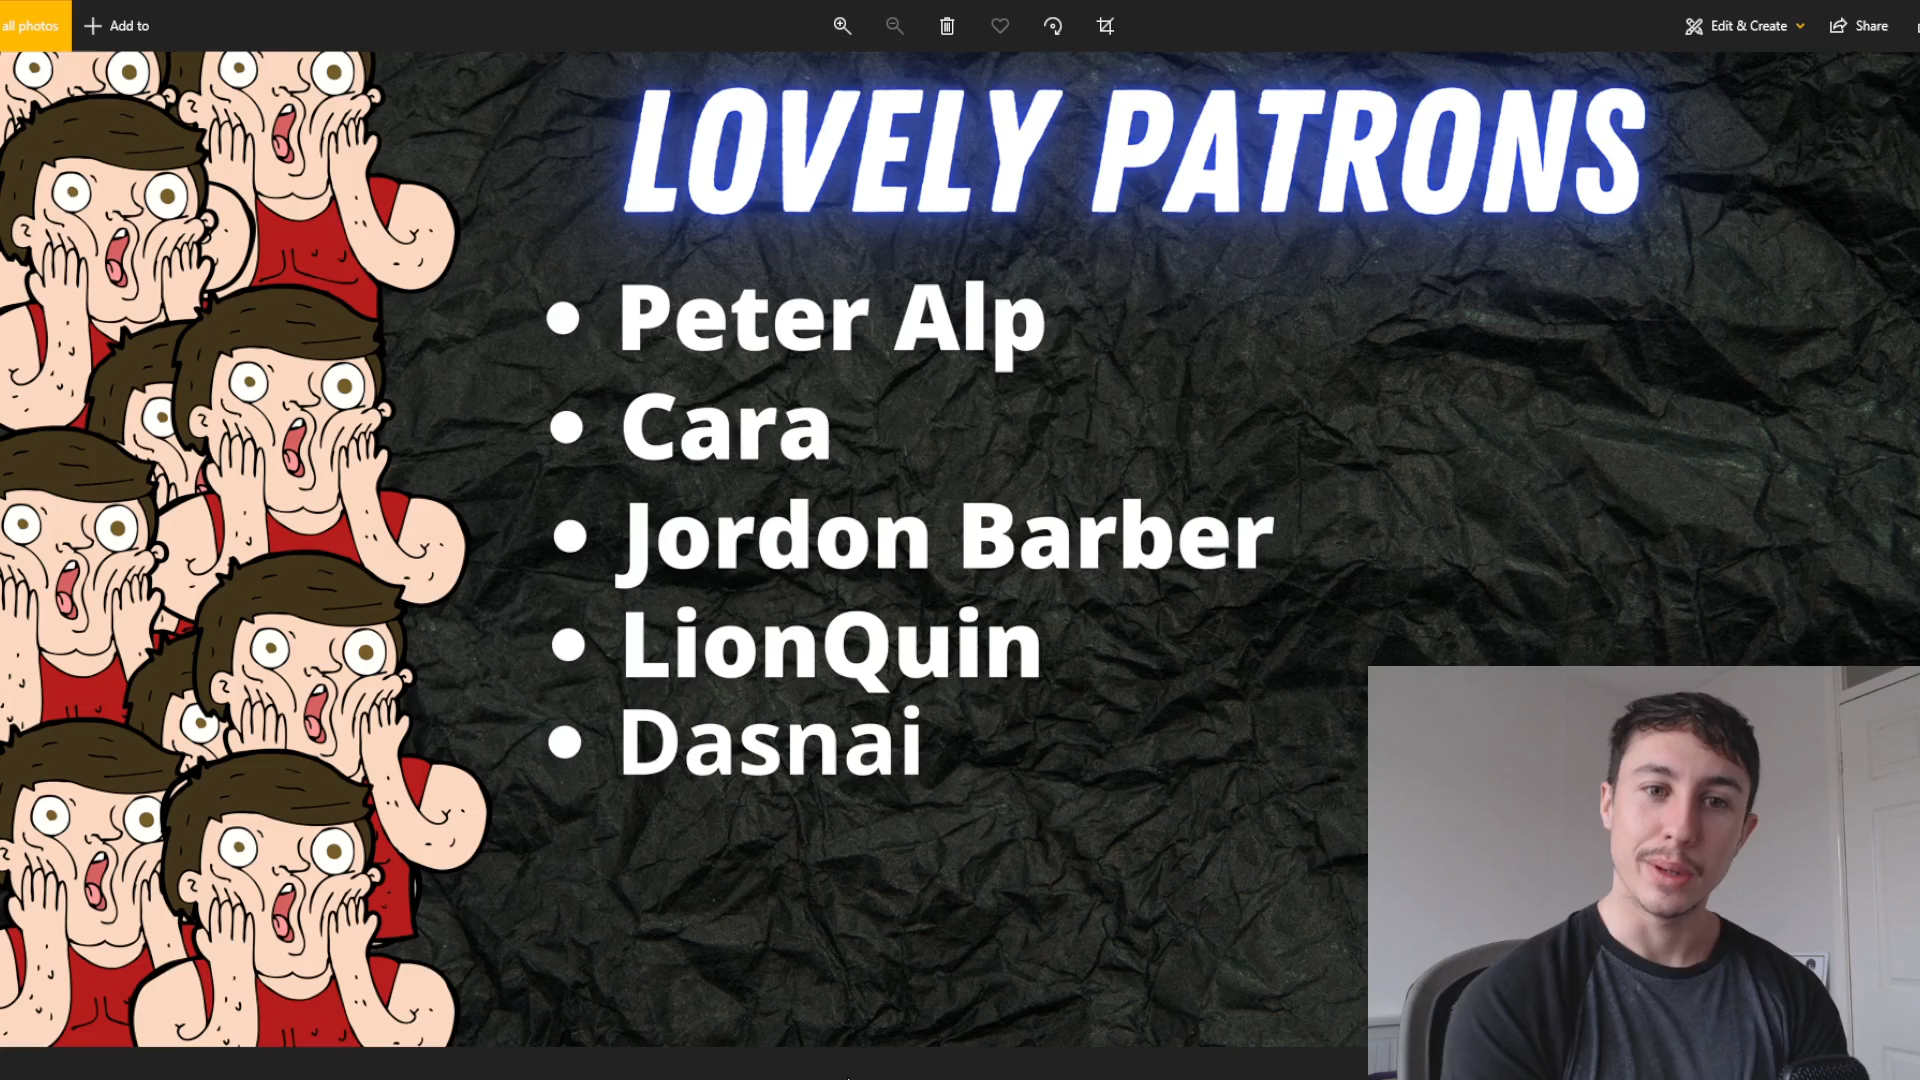 all photos
Add to
Edit & Create
Share
LOVELY PATRONS
Peter Alp
Cara
Jordon Barber
LionQuin
Dasnai